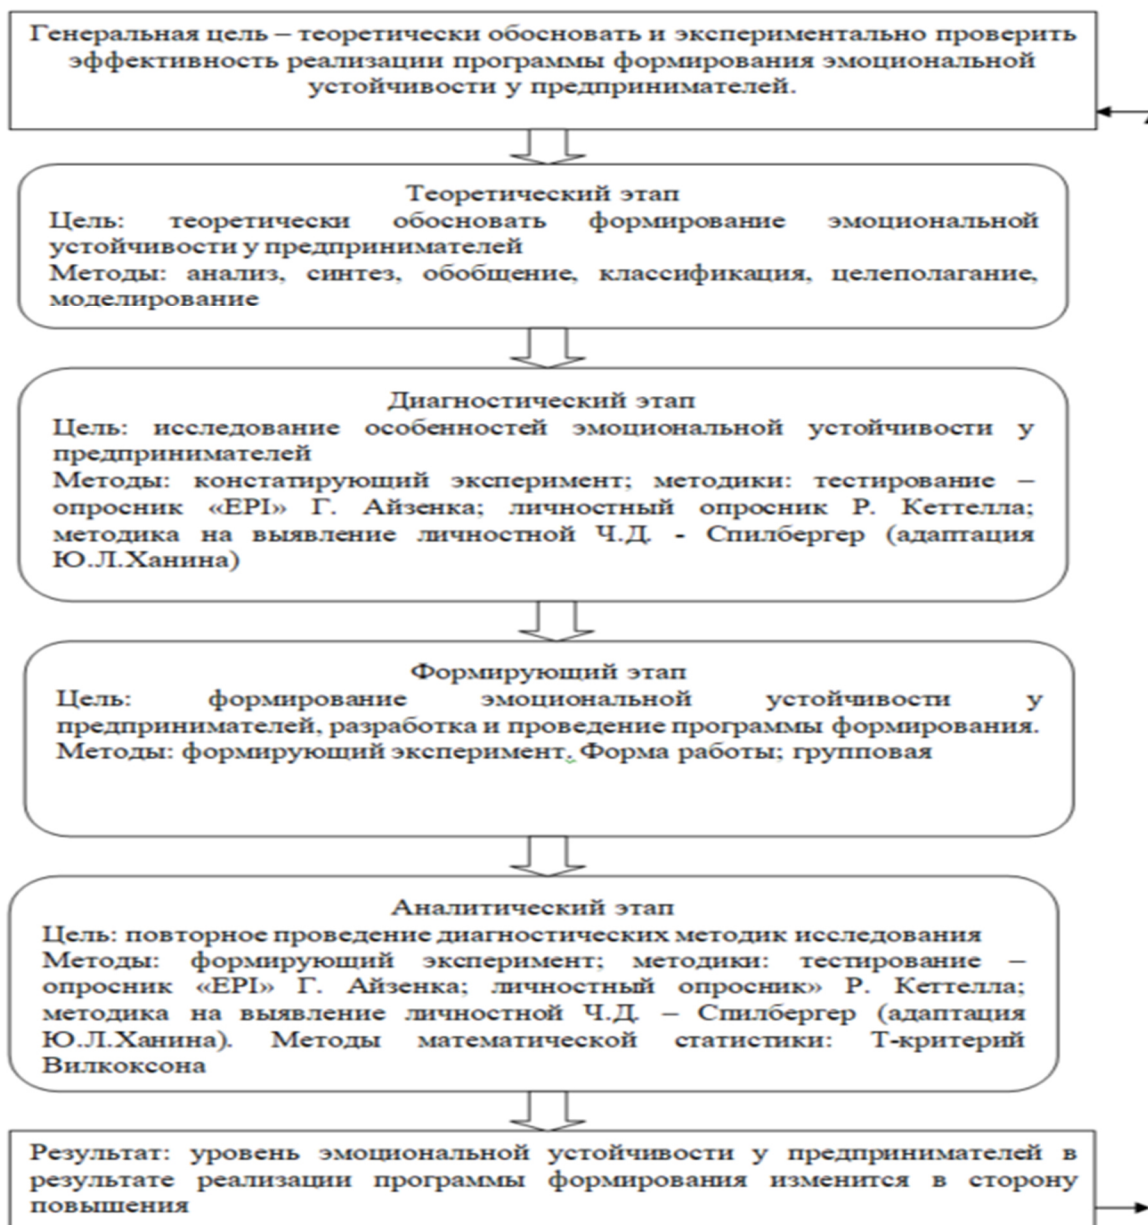 Генеральная цель – теоретически обосновать и экспериментально проверить
эффективность реализации программы формирования эмоциональной
устойчивости у предпринимателей.
Теоретический этап
Цель: теоретически обосновать формирование эмоциональной
устойчивости у предпринимателей
Методы: анализ, синтез, обобщение, классификация, целеполагание,
моделирование
Диагностический этап
Цель: исследование особенностей эмоциональной устойчивости у
предпринимателей
Методы: констатирующий эксперимент; методики: тестирование –
опросник «EPI» Г. Айзенка; личностный опросник Р. Кеттелла;
методика на выявление личностной Ч.Д. - Спилбергер (адаптация
Ю.Л.Ханина)
Формирующий этап
Цель: формирование эмоциональной устойчивости у
предпринимателей, разработка и проведение программы формирования.
Методы: формирующий эксперимент. Форма работы; групповая
Аналитический этап
Цель: повторное проведение диагностических методик исследования
Методы: формирующий эксперимент; методики: тестирование –
опросник «EPI» Г. Айзенка; личностный опросник» Р. Кеттелла;
методика на выявление личностной Ч.Д. – Спилбергер (адаптация
Ю.Л.Ханина). Методы математической статистики: Т-критерий
Вилкоксона
Результат: уровень эмоциональной устойчивости у предпринимателей в
результате реализации программы формирования изменится в сторону
повышения